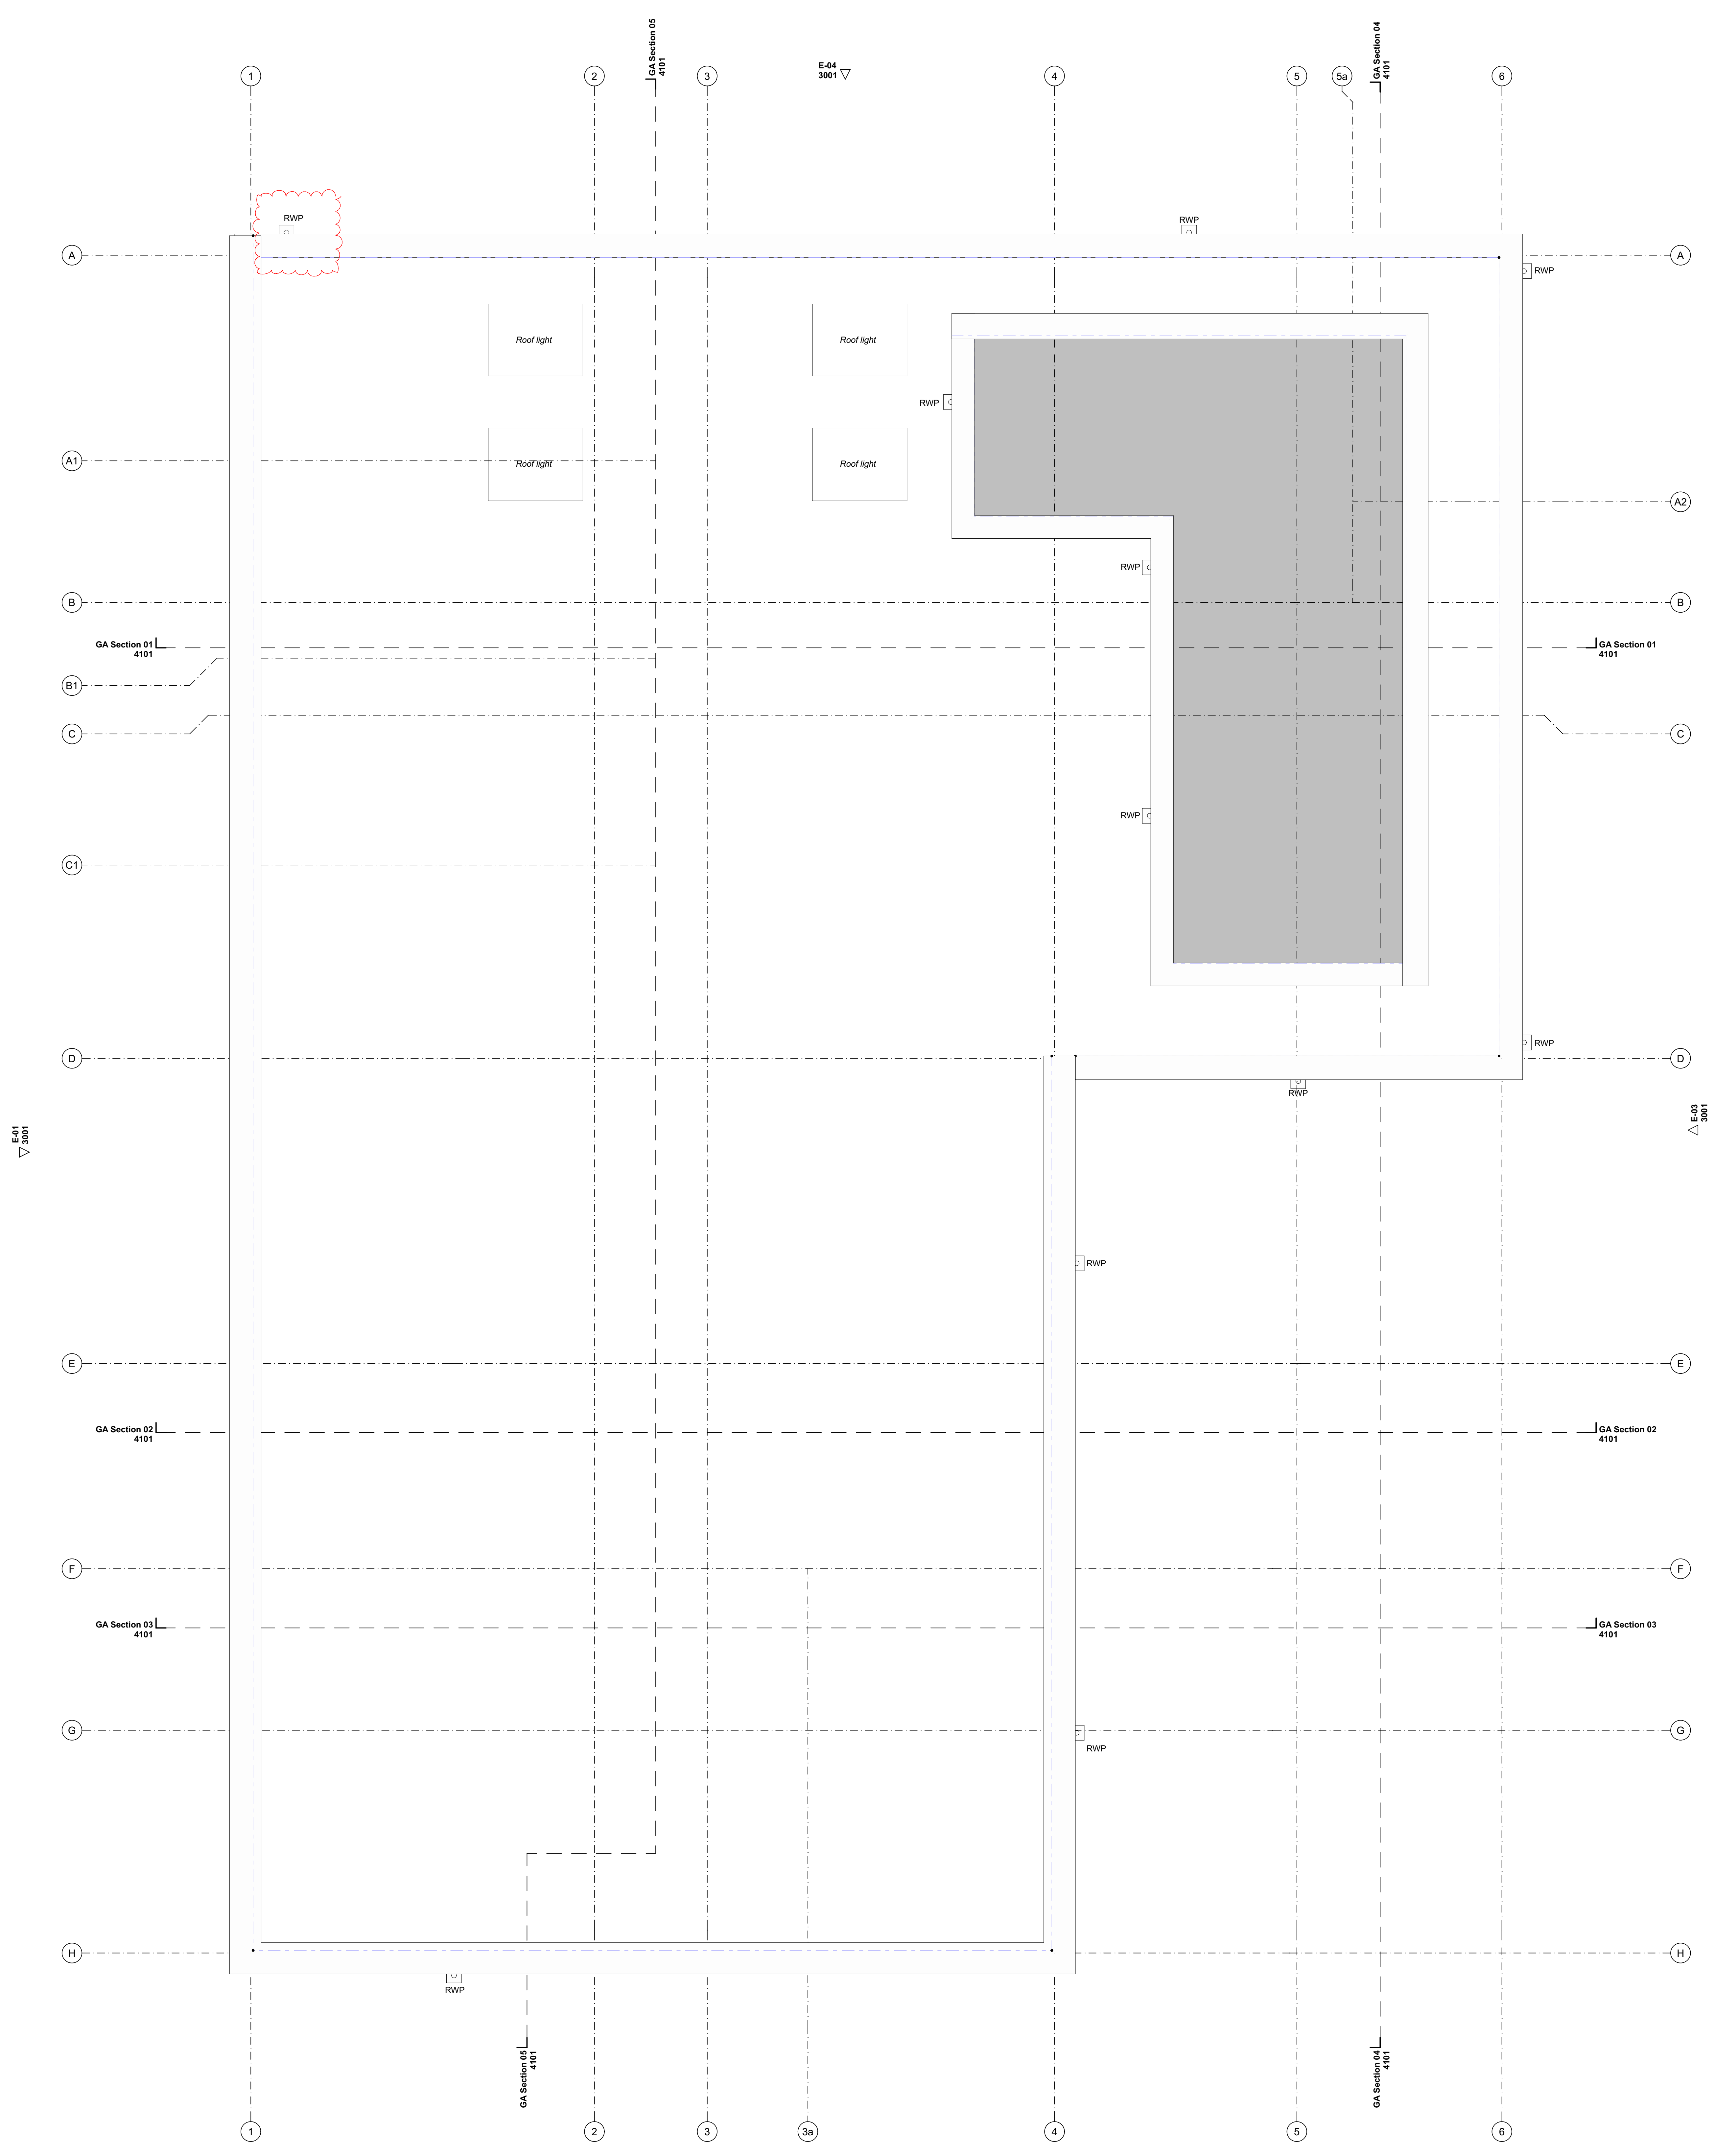 GA Section 05
4101
GA Section 04
4101
E-04
3001
1
2
3
4
5
5a
6
RWP
RWP
A
A
RWP
Roof light
Roof light
RWP
A1
Roof light
Roof light
A2
RWP
B
B
GA Section 01
4101
GA Section 01
4101
B1
C
C
RWP
C1
RWP
D
D
RWP
E-01
3001
E-03
3001
RWP
E
E
GA Section 02
4101
GA Section 02
4101
F
F
GA Section 03
4101
GA Section 03
4101
G
G
RWP
H
H
RWP
GA Section 05
4101
GA Section 04
4101
1
2
3
3a
4
5
6